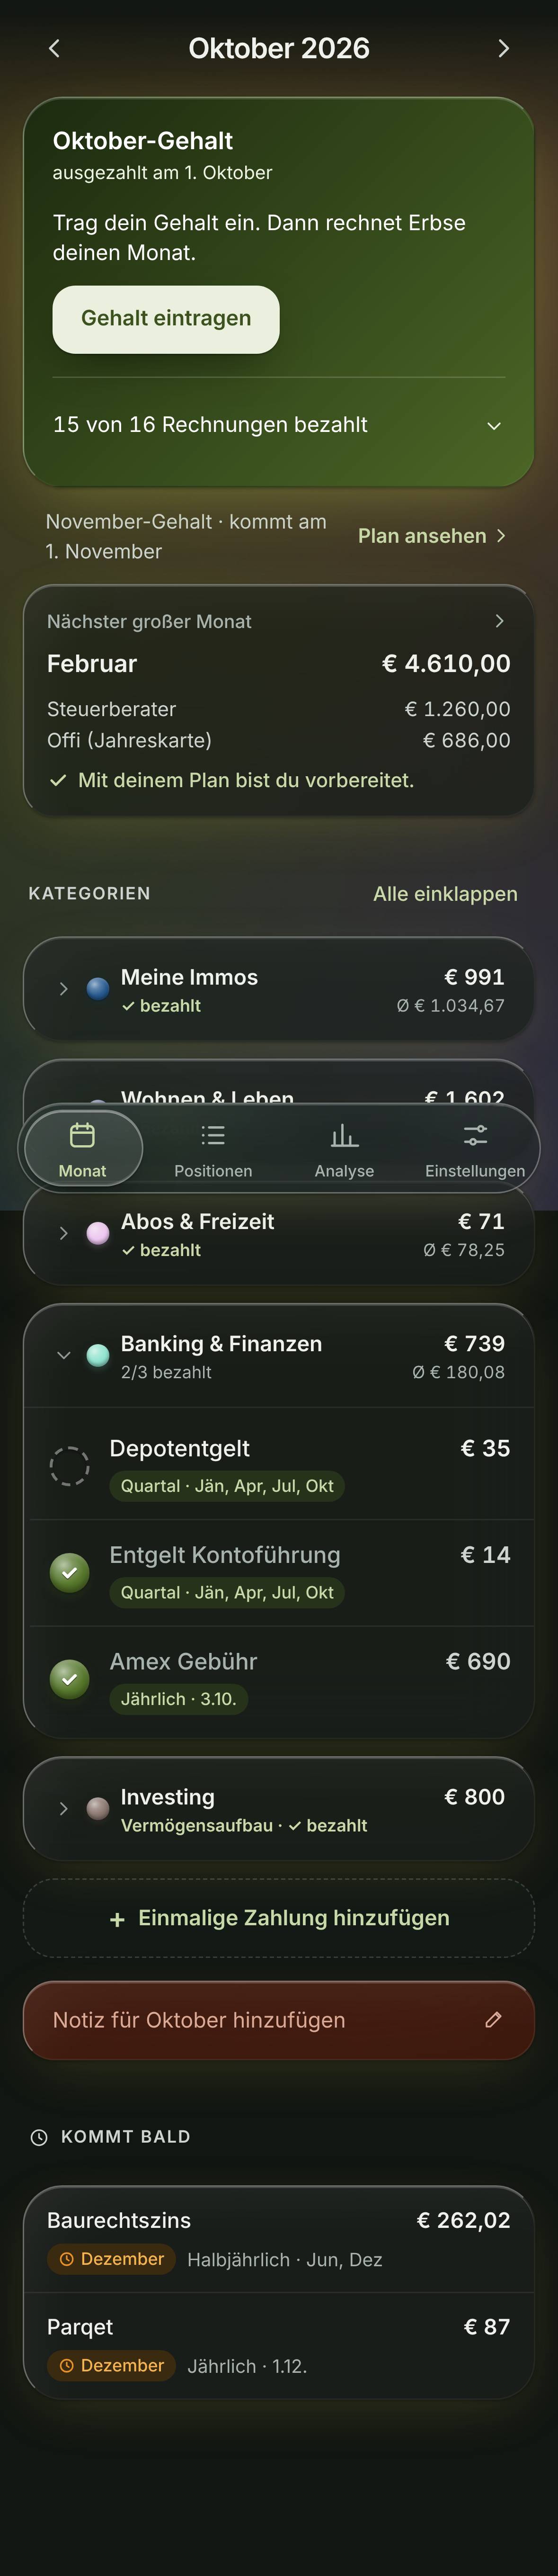 Oktober 2026
Oktober-Gehalt
ausgezahlt am 1. Oktober
Trag dein Gehalt ein. Dann rechnet Erbse
deinen Monat.
Gehalt eintragen
15 von 16 Rechnungen bezahlt
November-Gehalt · kommt am
1. November
Plan ansehen
Nächster großer Monat
Februar € 4.610,00
Steuerberater € 1.260,00
Offi (Jahreskarte) € 686,00
✓ Mit deinem Plan bist du vorbereitet.
KATEGORIEN Alle einklappen
Meine Immos € 991
✓ bezahlt Ø € 1.034,67
Wohnen & Leben € 1.602
Monat Positionen Analyse Einstellungen
Abos & Freizeit € 71
✓ bezahlt Ø € 78,25
Banking & Finanzen € 739
2/3 bezahlt Ø € 180,08
Depotentgelt € 35
Quartal · Jän, Apr, Jul, Okt
Entgelt Kontoführung € 14
Quartal · Jän, Apr, Jul, Okt
Amex Gebühr € 690
Jährlich · 3.10.
Investing € 800
Vermögensaufbau · ✓ bezahlt
+ Einmalige Zahlung hinzufügen
Notiz für Oktober hinzufügen
KOMMT BALD
Baurechtszins € 262,02
Dezember Halbjährlich · Jun, Dez
Parqet € 87
Dezember Jährlich · 1.12.